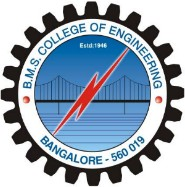 B.M.S. COLLEGE OF ENGINEERING
Estd:1946
BANGALORE - 560 019